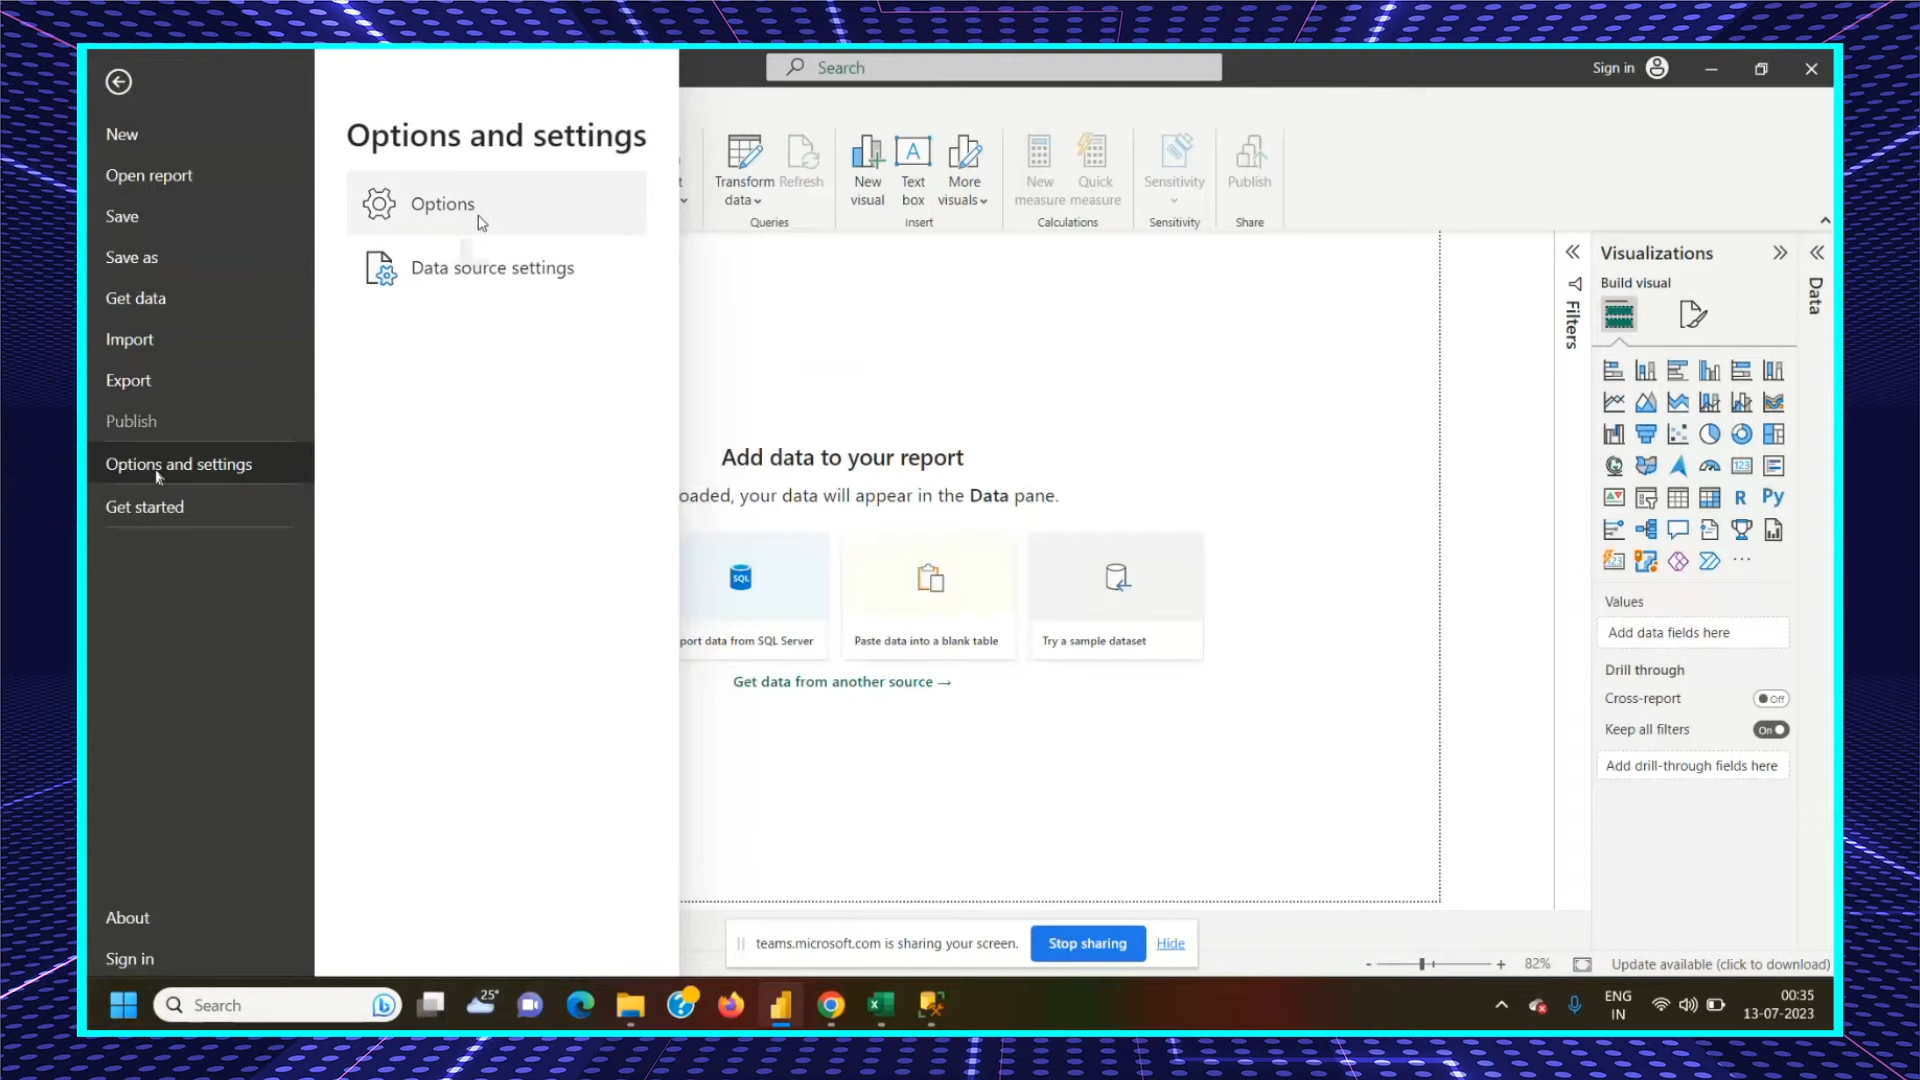 Search
Sign in
New
Open report
Save
Save as
Get data
Import
Export
Publish
Options and settings
Get started
About
Sign in
Options and settings
Options
Data source settings
Transform data
Refresh
Queries
New visual
Text box
More visuals
Insert
New measure
Quick measure
Calculations
Sensitivity
Sensitivity
Publish
Share
Add data to your report
oaded, your data will appear in the Data pane.
SQL
port data from SQL Server
Paste data into a blank table
Try a sample dataset
Get data from another source →
Filters
Visualizations
Build visual
123
R
Py
123
Values
Add data fields here
Drill through
Cross-report
Off
Keep all filters
On
Add drill-through fields here
Data
teams.microsoft.com is sharing your screen.
Stop sharing
Hide
82%
Update available (click to download)
Search
25°
ENG
IN
00:35
13-07-2023